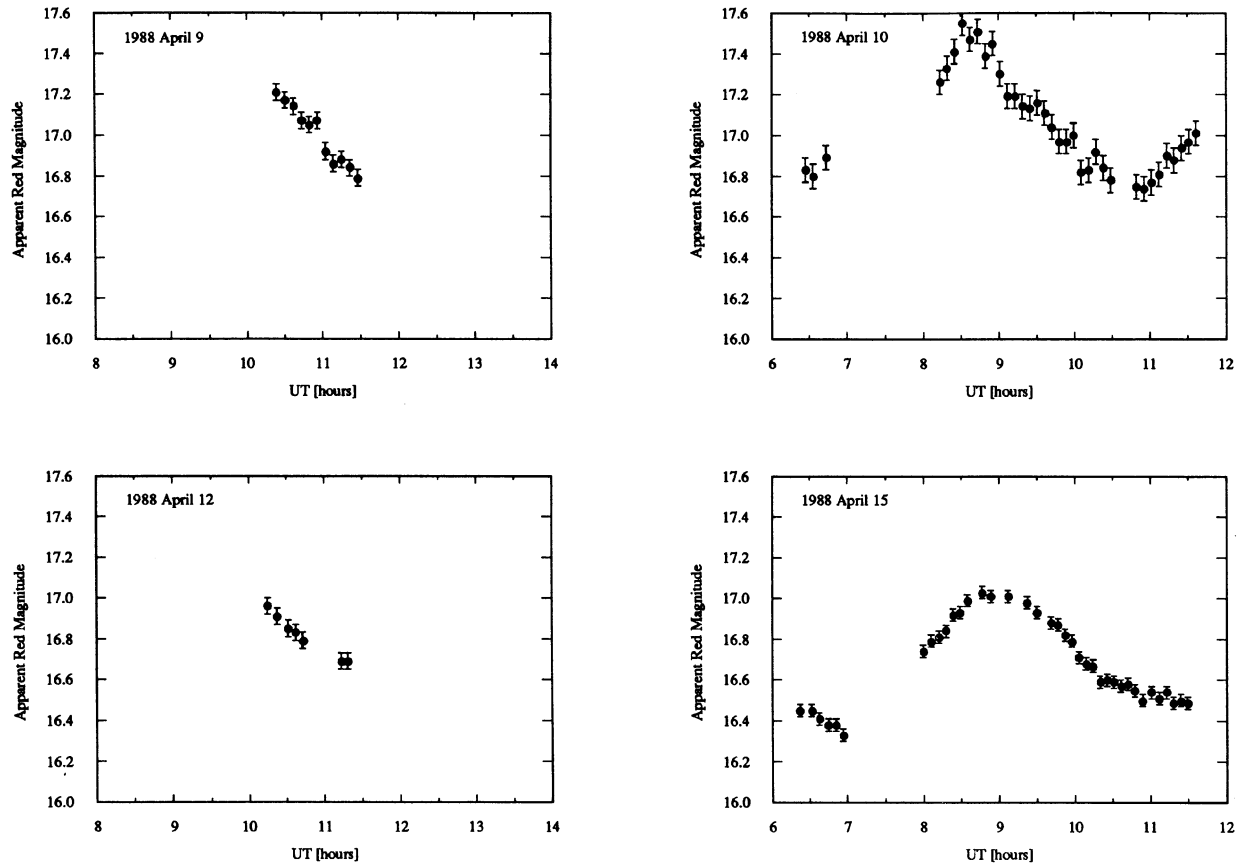 1988 April 9
17.6
17.4
17.2
17.0
16.8
16.6
16.4
16.2
16.0
Apparent Red Magnitude
8 9 10 11 12 13 14
UT [hours]
1988 April 10
17.6
17.4
17.2
17.0
16.8
16.6
16.4
16.2
16.0
Apparent Red Magnitude
6 7 8 9 10 11 12
UT [hours]
1988 April 12
17.6
17.4
17.2
17.0
16.8
16.6
16.4
16.2
16.0
Apparent Red Magnitude
8 9 10 11 12 13 14
UT [hours]
1988 April 15
17.6
17.4
17.2
17.0
16.8
16.6
16.4
16.2
16.0
Apparent Red Magnitude
6 7 8 9 10 11 12
UT [hours]